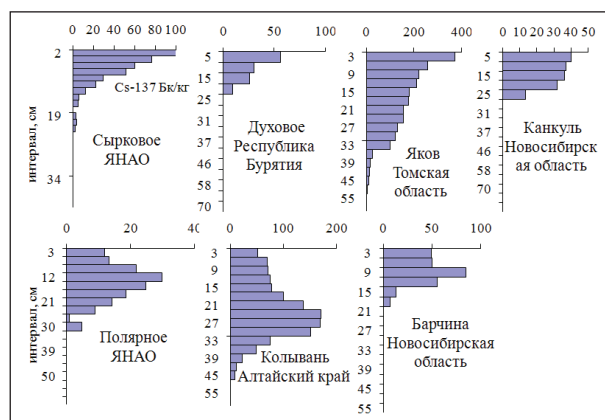 0 20 40 60 80 100
2
19
34
интервал, см
Cs-137 Бк/кг
Сырковое
ЯНАО
0 50 100
5
15
25
31
37
46
58
70
Духовое
Республика
Бурятия
0 100 200 300 400
3
9
15
21
27
33
39
45
55
Яков
Томская
область
0 20 40 60
5
15
25
31
37
46
58
70
Канкуль
Новосибирск
ая область
0 20 40
3
12
21
30
39
50
интервал, см
Полярное
ЯНАО
0 100 200
3
9
15
21
27
33
39
45
55
Колывань
Алтайский край
0 50 100
3
9
15
21
27
33
39
45
55
Барчина
Новосибирская
область